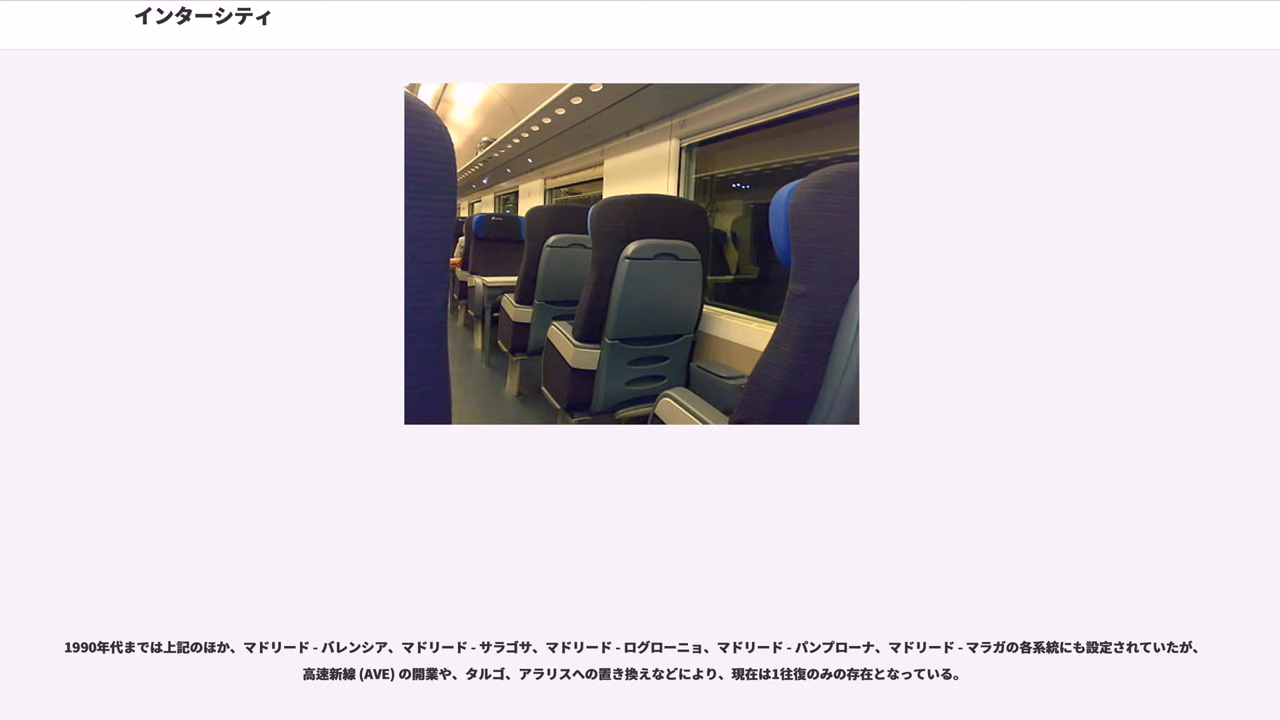 インターシティ
1990年代までは上記のほか、マドリード - バレンシア、マドリード - サラゴサ、マドリード - ログローニョ、マドリード - パンプローナ、マドリード - マラガの各系統にも設定されていたが、
高速新線 (AVE) の開業や、タルゴ、アラリスへの置き換えなどにより、現在は1往復のみの存在となっている。